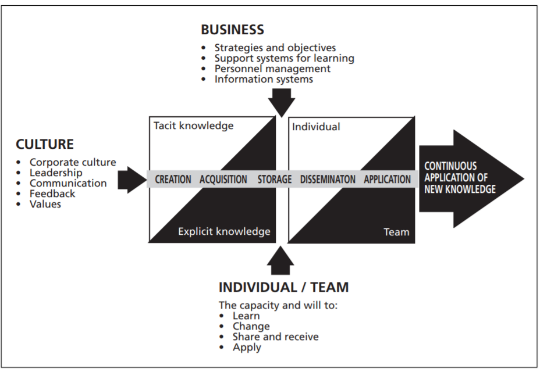 BUSINESS
• Strategies and objectives
• Support systems for learning
• Personnel management
• Information systems
Tacit knowledge
Individual
CULTURE
• Corporate culture
• Leadership
• Communication
• Feedback
• Values
CREATION ACQUISITION STORAGE DISSEMINATON APPLICATION
CONTINUOUS
APPLICATION OF
NEW KNOWLEDGE
Explicit knowledge
Team
INDIVIDUAL / TEAM
The capacity and will to:
• Learn
• Change
• Share and receive
• Apply